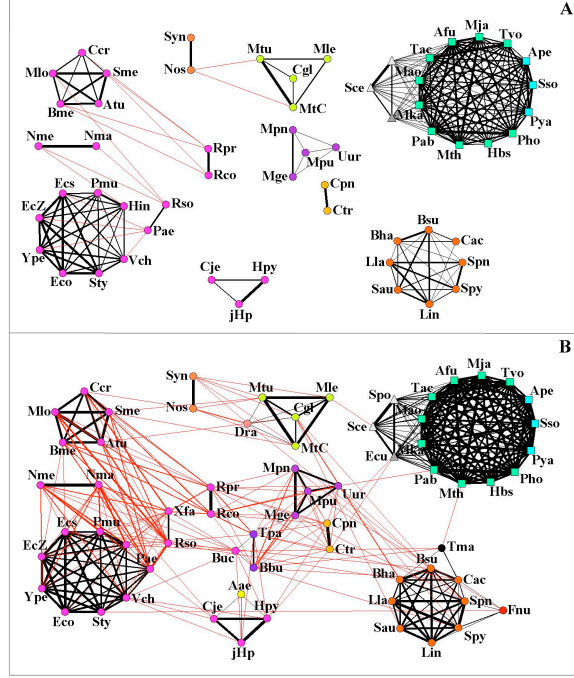 A
Syn
Mtu
Mle
Mja
Afu
Tvo
Ccr
Tac
Ape
Mlo
Sme
Nos
Cgl
Mao
Sso
Sce
Bme
Atu
MtC
Mka
Pya
Nme
Nma
Mpn
Pab
Pho
Rpr
Uur
Mth
Hbs
Mpu
Rco
Mge
Ecs
Pmu
Cpn
EcZ
Hin
Rso
Ctr
Bsu
Pae
Bha
Cac
Ype
Vch
Lla
Spn
Eco
Sty
Cje
Hpy
Sau
Spy
jHp
Lin
B
Mja
Afu
Tvo
Ccr
Syn
Mtu
Mle
Spo
Tac
Ape
Mlo
Sme
Nos
Cgl
Mao
Sso
Dra
Sce
Bme
Atu
MtC
Ecu
Mka
Pya
Nme
Nma
Rpr
Mpn
Uur
Pab
Pho
Mpu
Mth
Hbs
Xfa
Rco
Mge
Ecs
Pmu
Cpn
EcZ
Rso
Tpa
Tma
Pae
Buc
Ctr
Bsu
Bbu
Bha
Cac
Ype
Aae
Vch
Lla
Spn
Fnu
Eco
Sty
Cje
Hpy
Sau
Spy
jHp
Lin